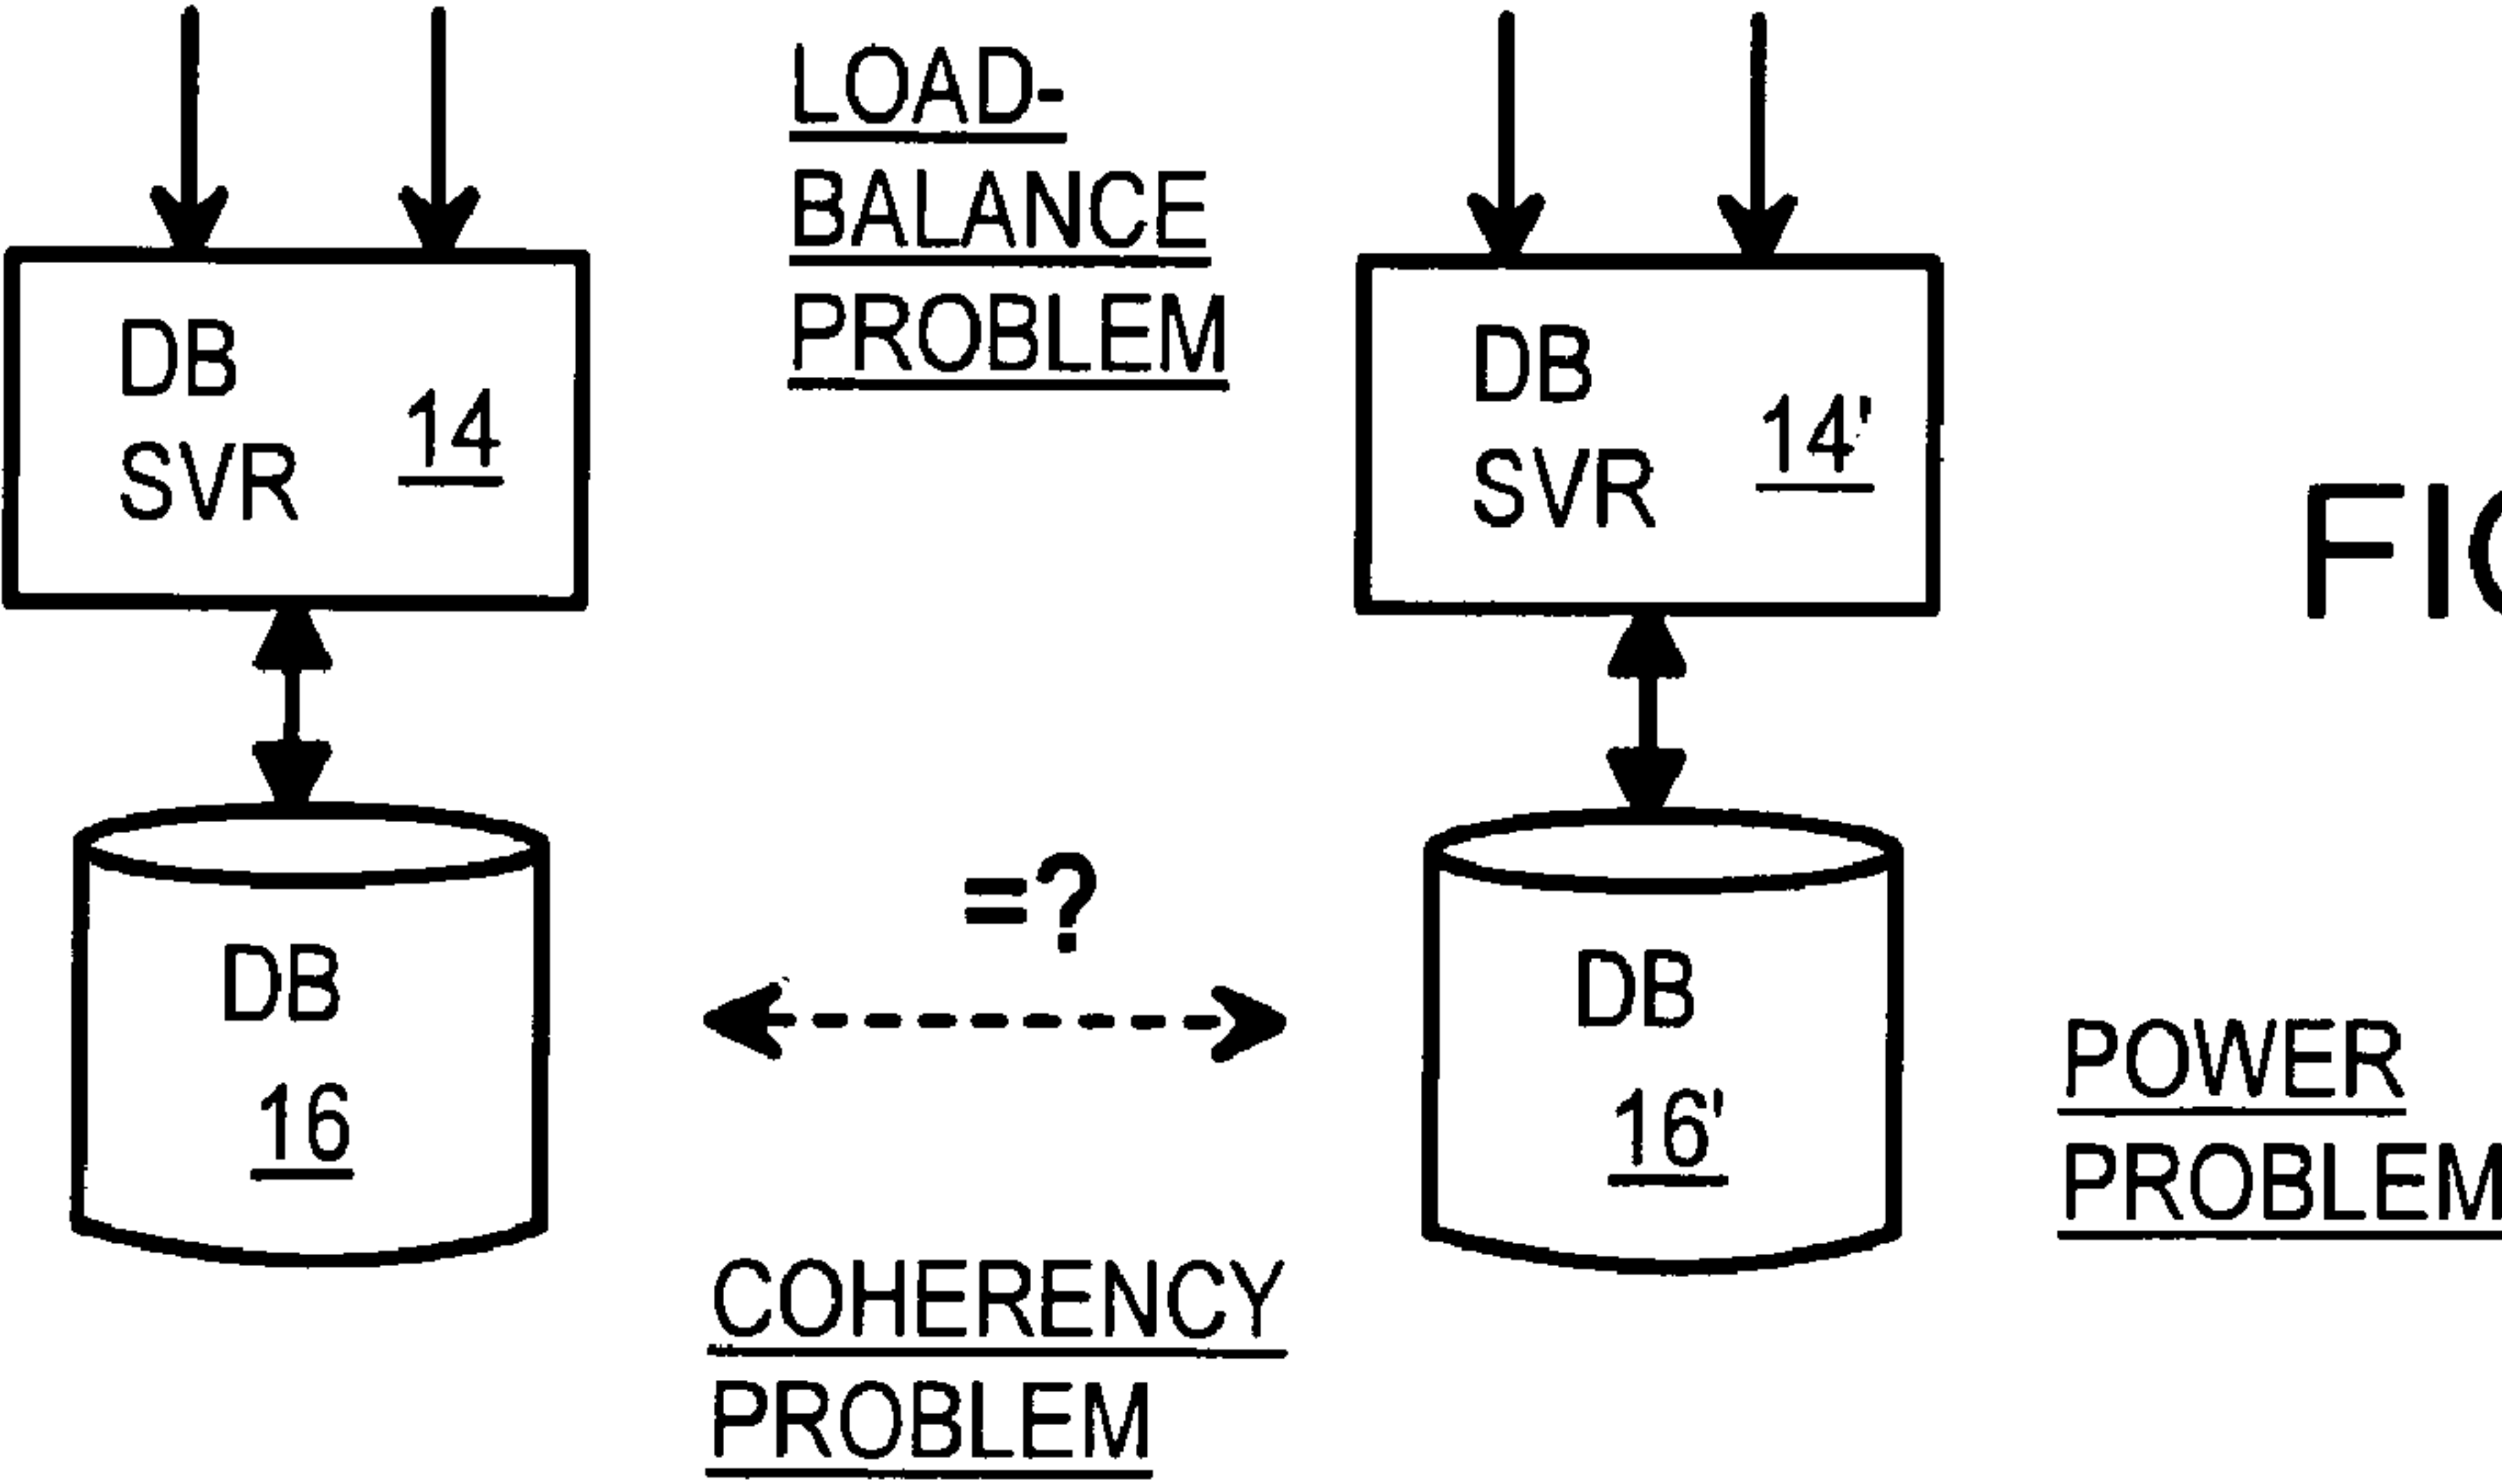 LOAD-
BALANCE
PROBLEM
DB
SVR
14
DB
SVR
14'
=?
DB
16
DB
16'
POWER
PROBLEM
COHERENCY
PROBLEM